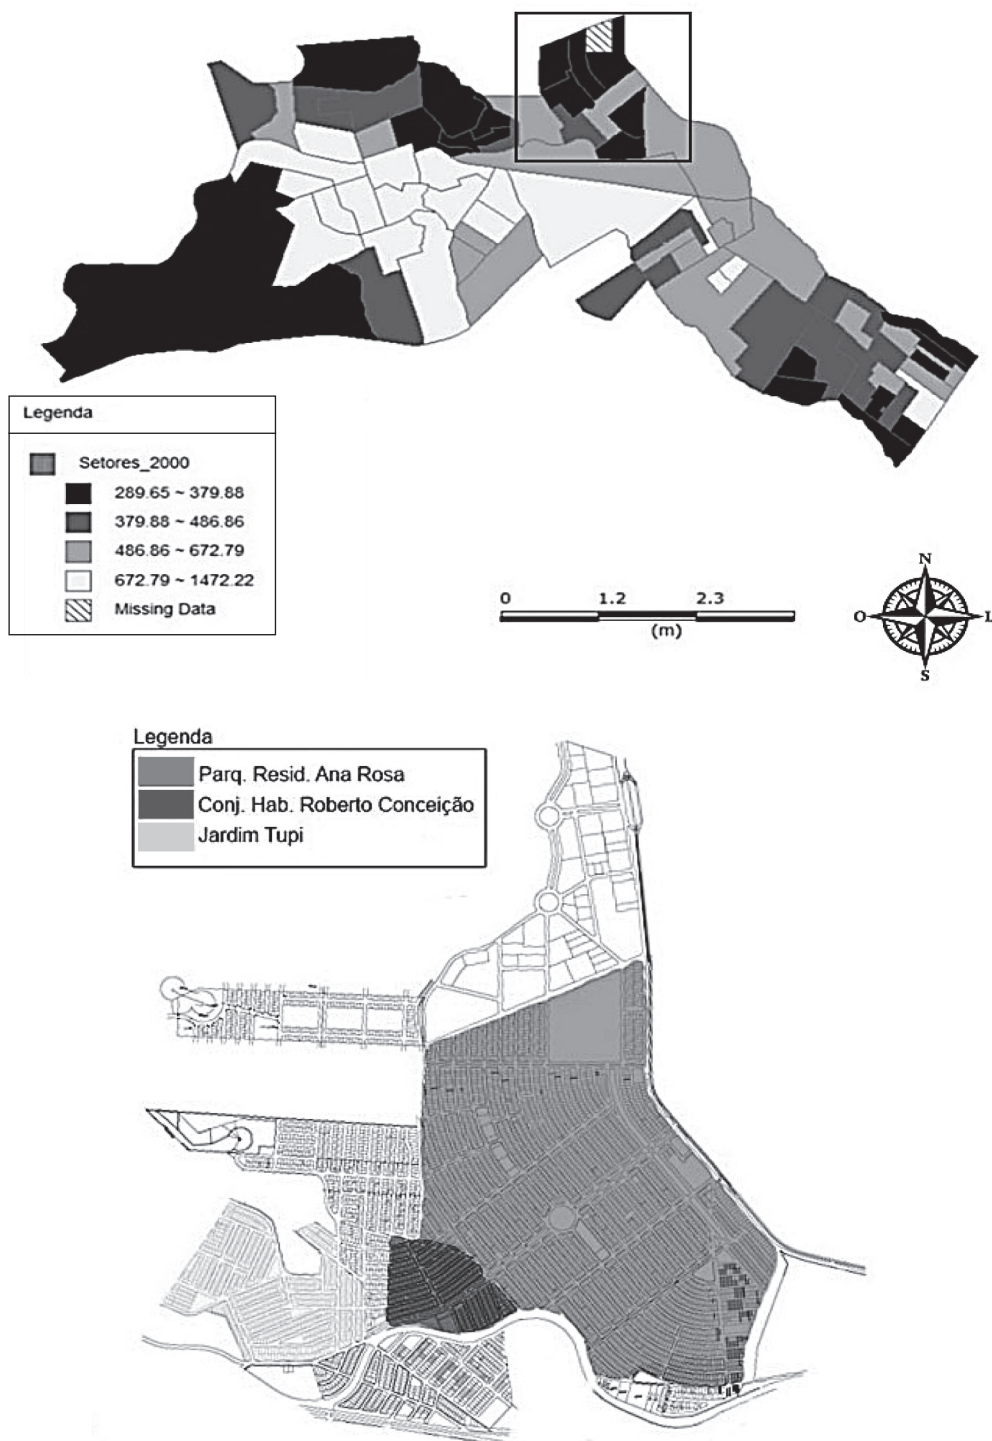 Legenda
Setores_2000
289.65 ~ 379.88
379.88 ~ 486.86
486.86 ~ 672.79
672.79 ~ 1472.22
Missing Data
0 1.2 2.3
(m)
N
O L
S
Legenda
Parq. Resid. Ana Rosa
Conj. Hab. Roberto Conceição
Jardim Tupi